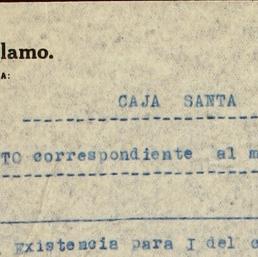 lamo.
A:
CAJA SANTA
TO correspondiente al m
Existencia para I del c